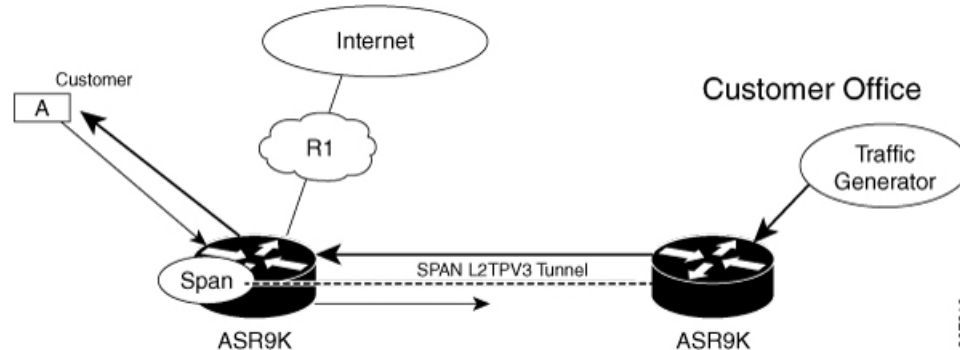 Internet
Customer
A
Customer Office
R1
Traffic
Generator
SPAN L2TPV3 Tunnel
Span
ASR9K
ASR9K